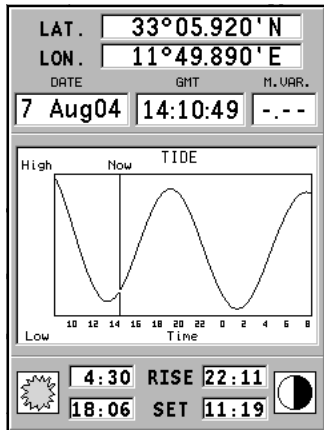 LAT. 33°05.920'N
LON. 11°49.890'E
DATE GMT M.VAR.
7 Aug04 14:10:49 -.--
TIDE
High Now
10 12 14 16 18 20 22 0 2 4 6 8
Low Time
4:30 RISE 22:11
18:06 SET 11:19